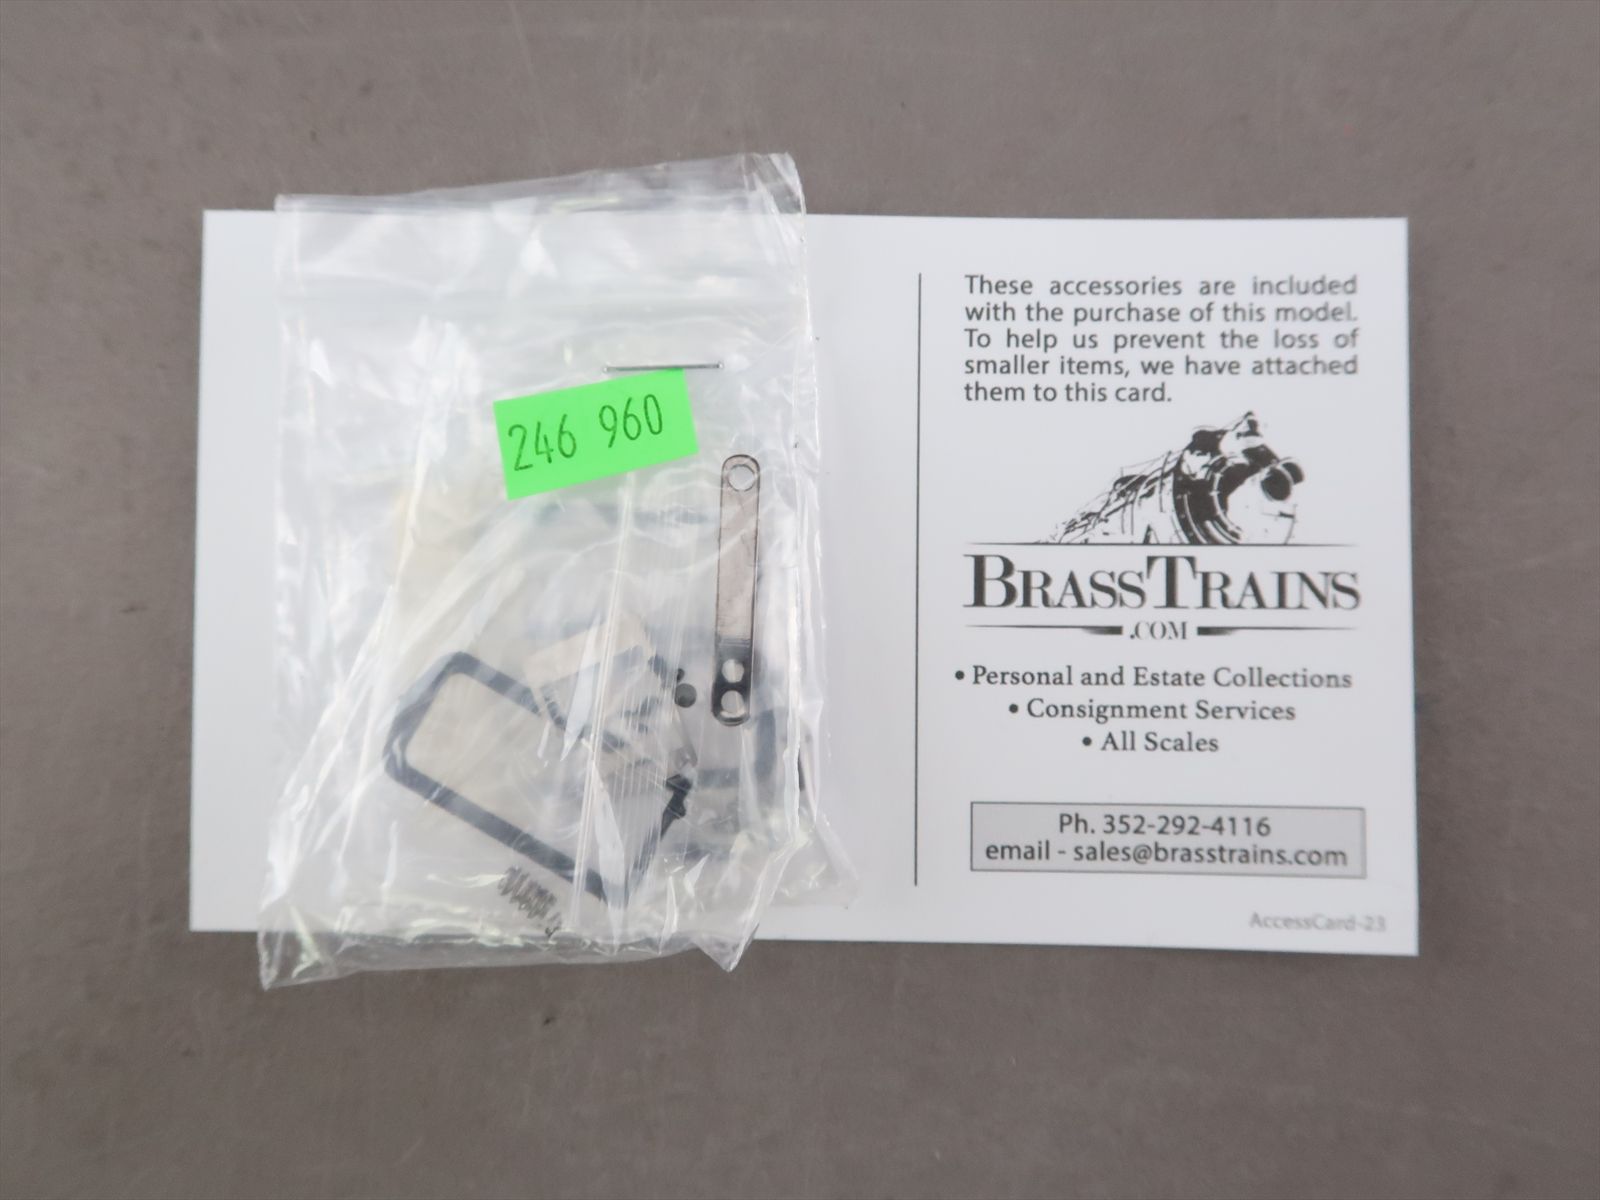 246 960
These accessories are included
with the purchase of this model.
To help us prevent the loss of
smaller items, we have attached
them to this card.
BRASSTRAINS
.COM
• Personal and Estate Collections
• Consignment Services
• All Scales
Ph. 352-292-4116
email - sales@brasstrains.com
AccessCard-23